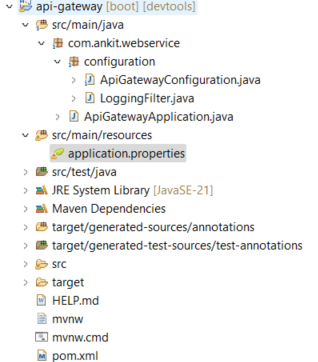 api-gateway [boot] [devtools]
src/main/java
com.ankit.webservice
configuration
ApiGatewayConfiguration.java
LoggingFilter.java
ApiGatewayApplication.java
src/main/resources
application.properties
src/test/java
JRE System Library [JavaSE-21]
Maven Dependencies
target/generated-sources/annotations
target/generated-test-sources/test-annotations
src
target
HELP.md
mvnw
mvnw.cmd
pom.xml